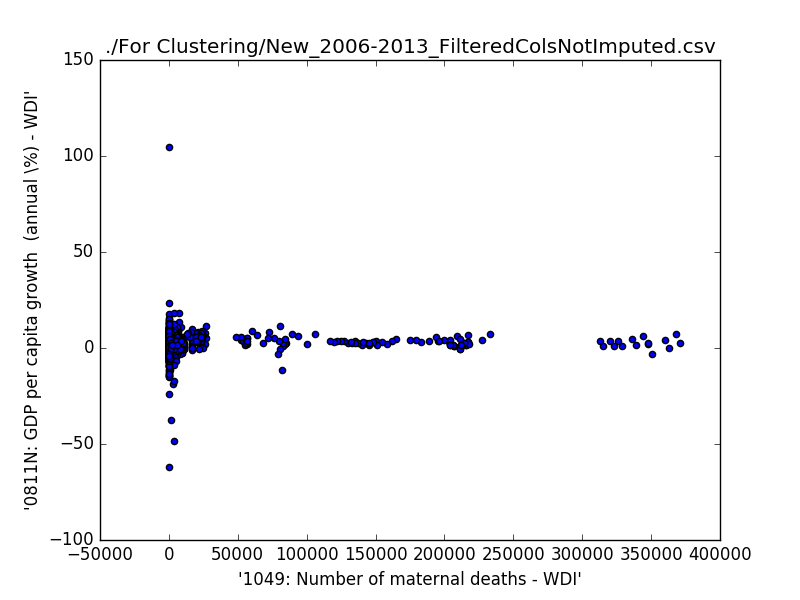 ./For Clustering/New_2006-2013_FilteredColsNotImputed.csv
150
100
50
0
−50
−100
'0811N: GDP per capita growth  (annual \%) - WDI'
−50000 0 50000 100000 150000 200000 250000 300000 350000 400000
'1049: Number of maternal deaths - WDI'